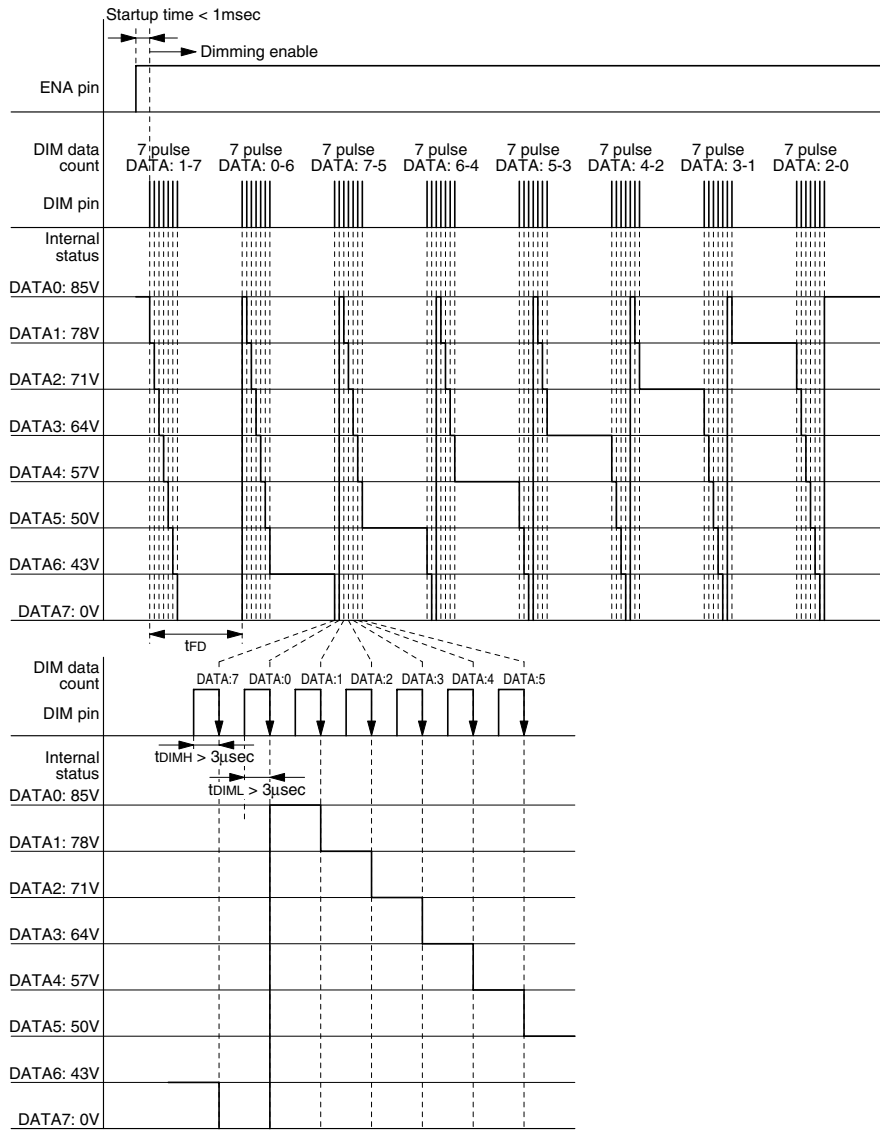 Startup time < 1msec
Dimming enable
ENA pin
DIM data count
7 pulse DATA: 1-7
7 pulse DATA: 0-6
7 pulse DATA: 7-5
7 pulse DATA: 6-4
7 pulse DATA: 5-3
7 pulse DATA: 4-2
7 pulse DATA: 3-1
7 pulse DATA: 2-0
DIM pin
Internal status
DATA0: 85V
DATA1: 78V
DATA2: 71V
DATA3: 64V
DATA4: 57V
DATA5: 50V
DATA6: 43V
DATA7: 0V
tFD
DIM data count
DATA:7 DATA:0 DATA:1 DATA:2 DATA:3 DATA:4 DATA:5
DIM pin
tDIMH > 3μsec
Internal status
tDIML > 3μsec
DATA0: 85V
DATA1: 78V
DATA2: 71V
DATA3: 64V
DATA4: 57V
DATA5: 50V
DATA6: 43V
DATA7: 0V